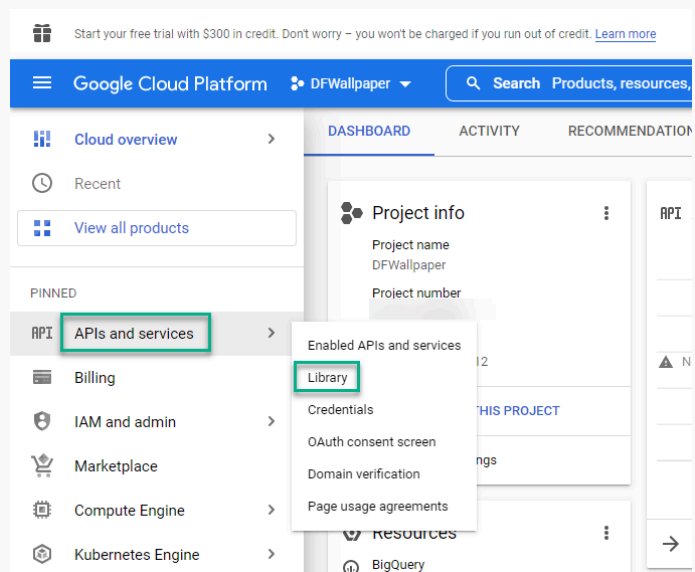 Start your free trial with $300 in credit. Don't worry – you won't be charged if you run out of credit. Learn more
Google Cloud Platform
DFWallpaper
Search Products, resources,
Cloud overview
Recent
View all products
PINNED
API APIs and services
Billing
IAM and admin
Marketplace
Compute Engine
Kubernetes Engine
DASHBOARD
ACTIVITY
RECOMMENDATION
Project info
Project name
DFWallpaper
Project number
12
THIS PROJECT
ngs
Enabled APIs and services
Library
Credentials
OAuth consent screen
Domain verification
Page usage agreements
Resources
BigQuery
API
N